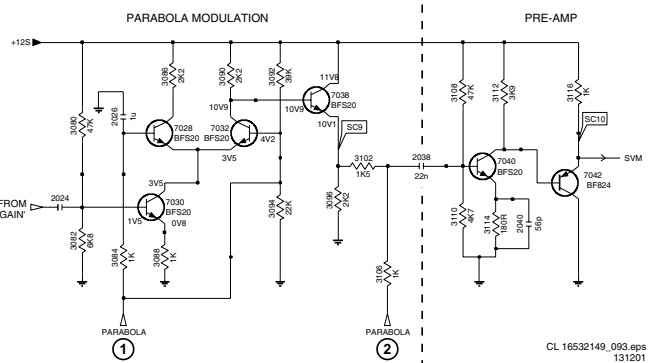 PARABOLA MODULATION
PRE-AMP
+12S
3086
2K2
3090
2K2
3092
39K
11V8
7038
BFS20
10V9
10V9
10V1
SC9
3108
47K
3112
3K9
3116
1K
SC10
2026
1µ
3080
47K
7028
BFS20
7032
BFS20
4V2
3V5
3102
1K5
2038
22n
7040
BFS20
SVM
7042
BF824
FROM
GAIN'
2024
3V5
7030
BFS20
1V5
0V8
3094
22K
3096
2K2
3110
4K7
3114
180R
2040
56p
3082
6K8
3084
1K
3088
1K
3106
1K
PARABOLA
1
PARABOLA
2
CL 16532149_093.eps
131201